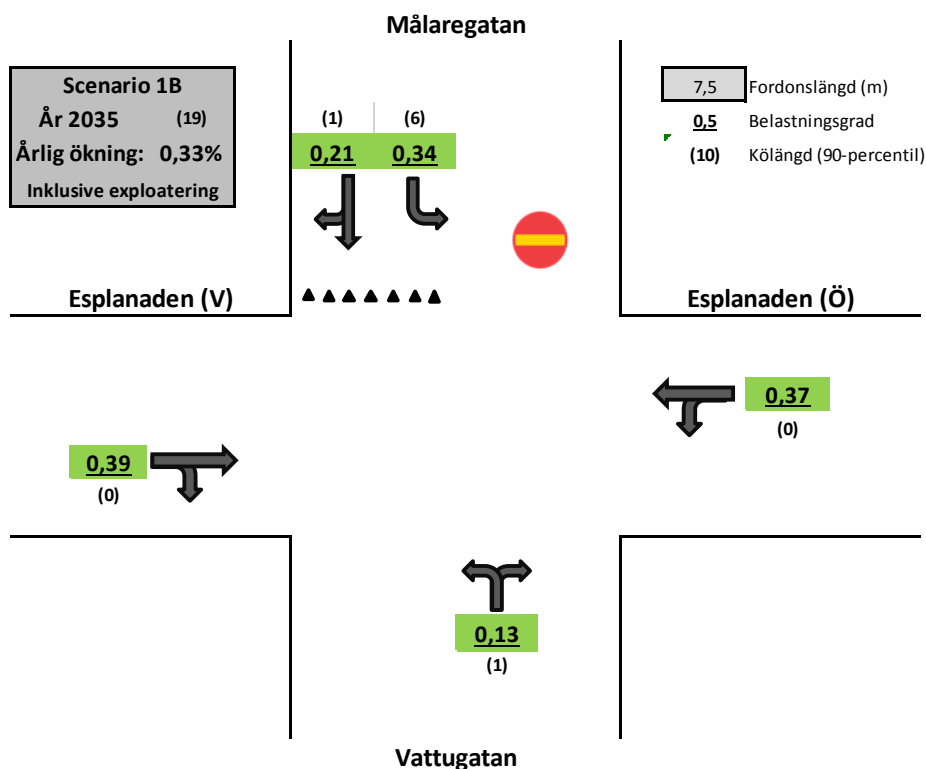 Målaregatan
Scenario 1B
År 2035 (19)
Årlig ökning: 0,33%
Inklusive exploatering
(1) (6)
0,21 0,34
7,5 Fordonslängd (m)
0,5 Belastningsgrad
(10) Kölängd (90-percentil)
Esplanaden (V)
Esplanaden (Ö)
0,37
(0)
0,39
(0)
0,13
(1)
Vattugatan